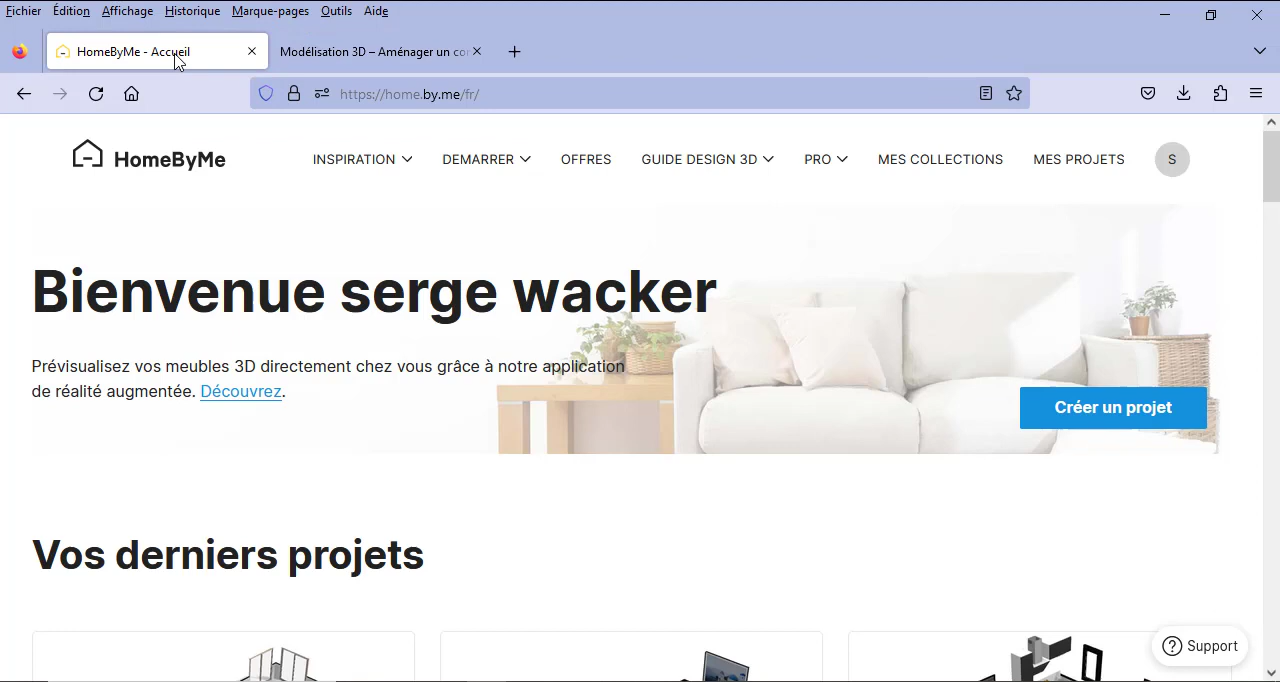 Fichier Édition Affichage Historique Marque-pages Outils Aide
HomeByMe - Accueil
Modélisation 3D – Aménager un co
https://home.by.me/fr/
HomeByMe
INSPIRATION DEMARRER OFFRES GUIDE DESIGN 3D PRO MES COLLECTIONS MES PROJETS S
Bienvenue serge wacker
Prévisualisez vos meubles 3D directement chez vous grâce à notre application
de réalité augmentée. Découvrez.
Créer un projet
Vos derniers projets
Support